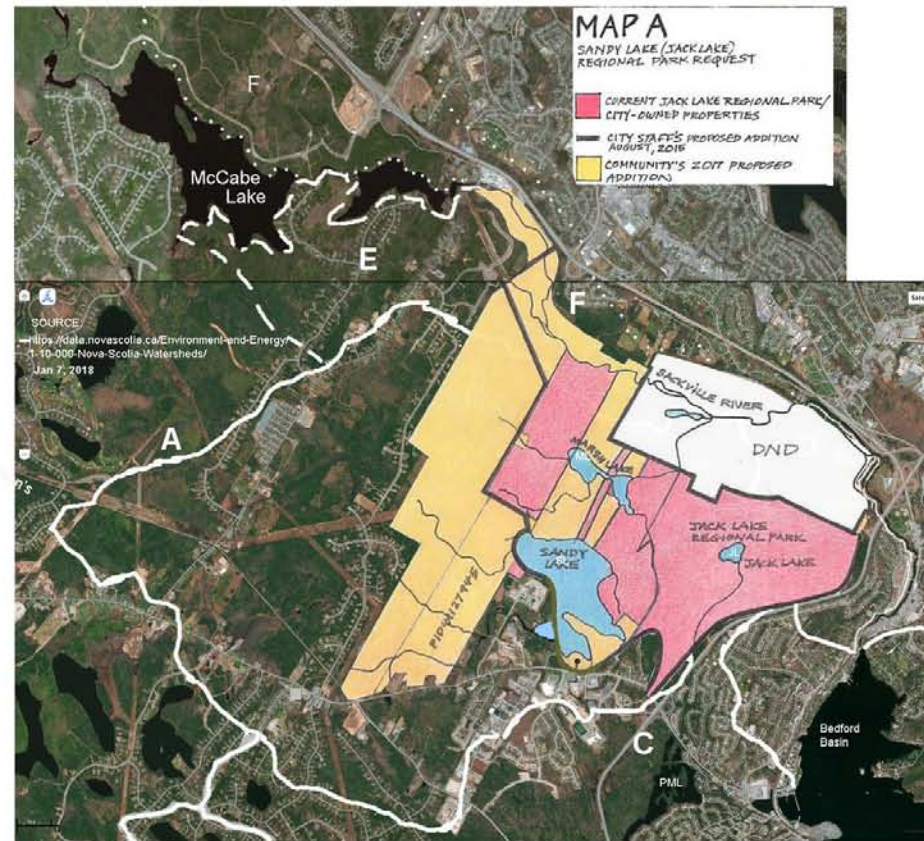 MAP A
SANDY LAKE (JACK LAKE)
REGIONAL PARK REQUEST
CURRENT JACK LAKE REGIONAL PARK/
CITY-OWNED PROPERTIES
CITY STAFF'S PROPOSED ADDITION
AUGUST, 2015
COMMUNITY'S 2017 PROPOSED
ADDITION
F
McCabe
Lake
E
F
SOURCE:
https://data.novascotia.ca/Environment-and-Energy/
1-10-000-Nova-Scotia-Watersheds/
Jan 7, 2018
SACKVILLE RIVER
DND
A
MARSH LAKE
ML
JACK LAKE
REGIONAL PARK
JL
JACK LAKE
SANDY
LAKE
C
Bedford
Basin
PML